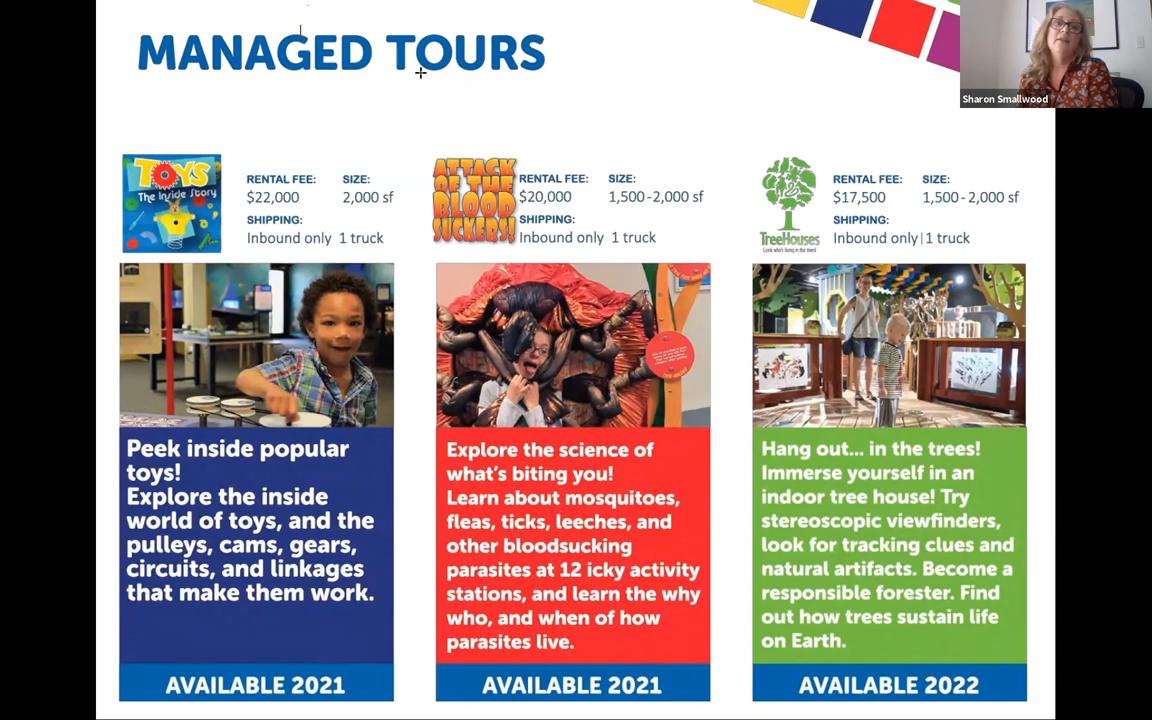 MANAGED TOURS
Sharon Smallwood
TOYS
The Inside Story
RENTAL FEE: SIZE:
$22,000 2,000 sf
SHIPPING:
Inbound only 1 truck
ATTACK
OF THE
BLOOD
SUCKERS!
RENTAL FEE: SIZE:
$20,000 1,500-2,000 sf
SHIPPING:
Inbound only 1 truck
TreeHouses
Look who's living in the trees!
RENTAL FEE: SIZE:
$17,500 1,500-2,000 sf
SHIPPING:
Inbound only|1 truck
Peek inside popular
toys!
Explore the inside
world of toys, and the
pulleys, cams, gears,
circuits, and linkages
that make them work.
AVAILABLE 2021
Explore the science of
what's biting you!
Learn about mosquitoes,
fleas, ticks, leeches, and
other bloodsucking
parasites at 12 icky activity
stations, and learn the why
who, and when of how
parasites live.
AVAILABLE 2021
Hang out... in the trees!
Immerse yourself in an
indoor tree house! Try
stereoscopic viewfinders,
look for tracking clues and
natural artifacts. Become a
responsible forester. Find
out how trees sustain life
on Earth.
AVAILABLE 2022